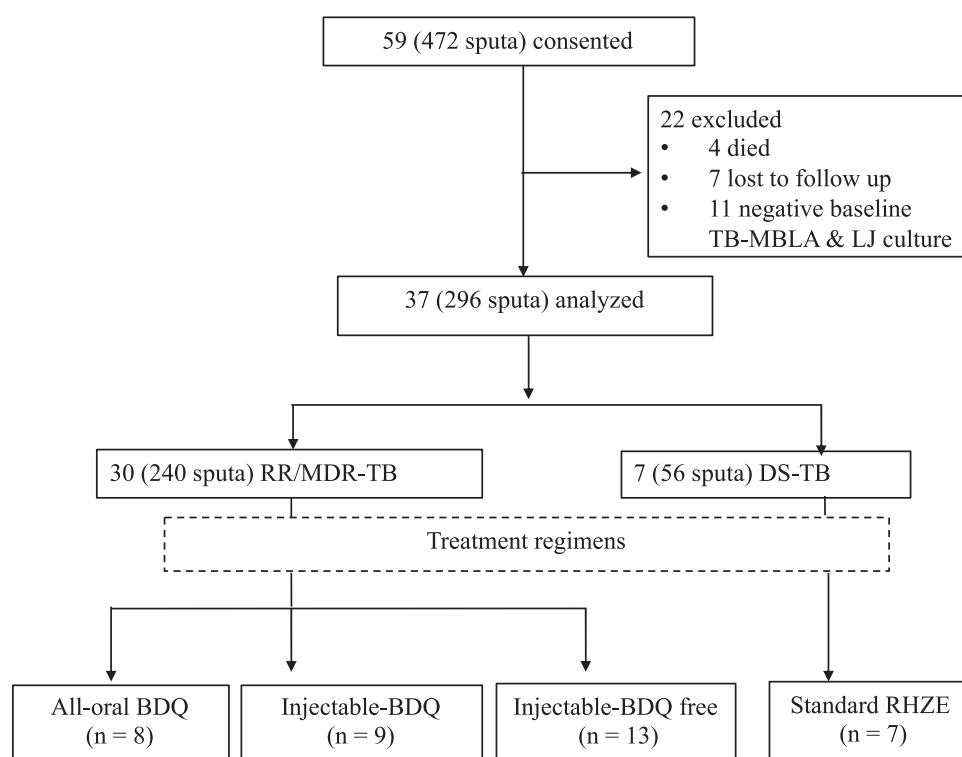 59 (472 sputa) consented
22 excluded
• 4 died
• 7 lost to follow up
• 11 negative baseline
TB-MBLA & LJ culture
37 (296 sputa) analyzed
30 (240 sputa) RR/MDR-TB
7 (56 sputa) DS-TB
Treatment regimens
All-oral BDQ
(n = 8)
Injectable-BDQ
(n = 9)
Injectable-BDQ free
(n = 13)
Standard RHZE
(n = 7)